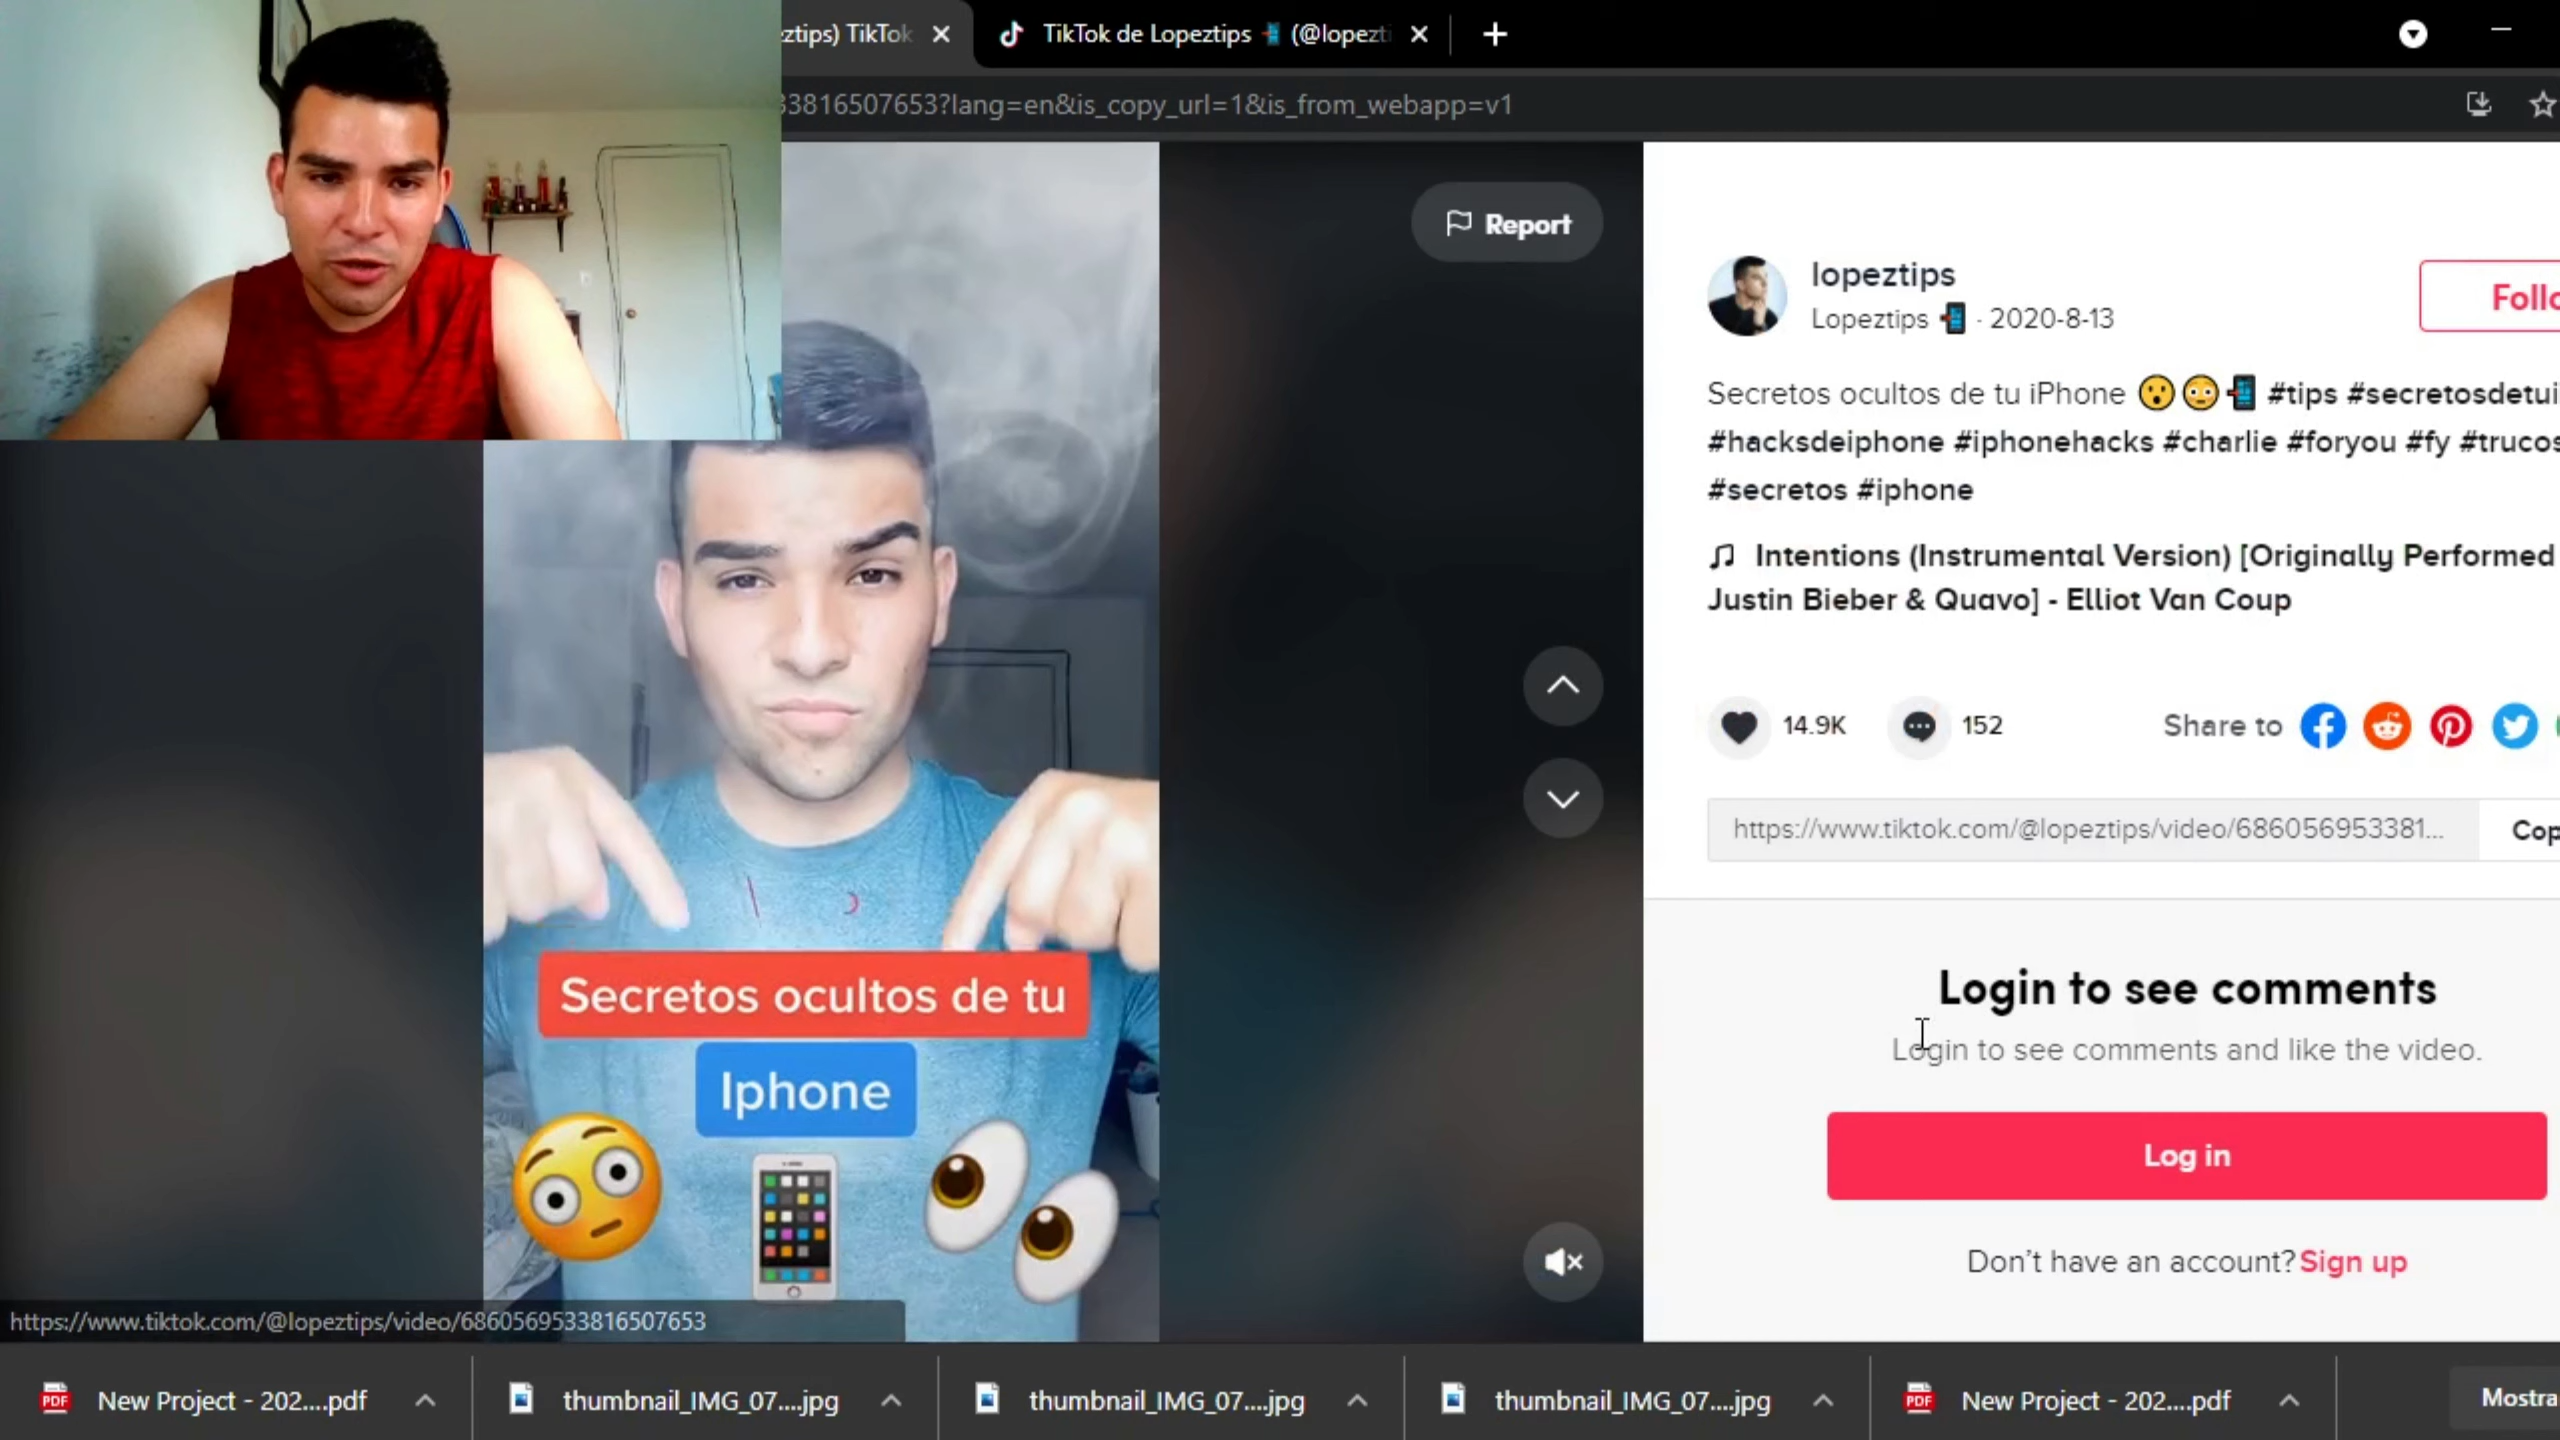 ztips) TikTok
TikTok de Lopeztips (@lopezti
33816507653?lang=en&is_copy_url=1&is_from_webapp=v1
Report
lopeztips
Lopeztips · 2020-8-13
Follo
Secretos ocultos de tu iPhone #tips #secretosdetui
#hacksdeiphone #iphonehacks #charlie #foryou #fy #trucos
#secretos #iphone
Intentions (Instrumental Version) [Originally Performed
Justin Bieber & Quavo] - Elliot Van Coup
14.9K
152
Share to
https://www.tiktok.com/@lopeztips/video/686056953381...
Cop
Login to see comments
Login to see comments and like the video.
Log in
Don't have an account? Sign up
Secretos ocultos de tu
Iphone
https://www.tiktok.com/@lopeztips/video/6860569533816507653
PDF New Project - 202....pdf
thumbnail_IMG_07....jpg
thumbnail_IMG_07....jpg
thumbnail_IMG_07....jpg
PDF New Project - 202....pdf
Mostra